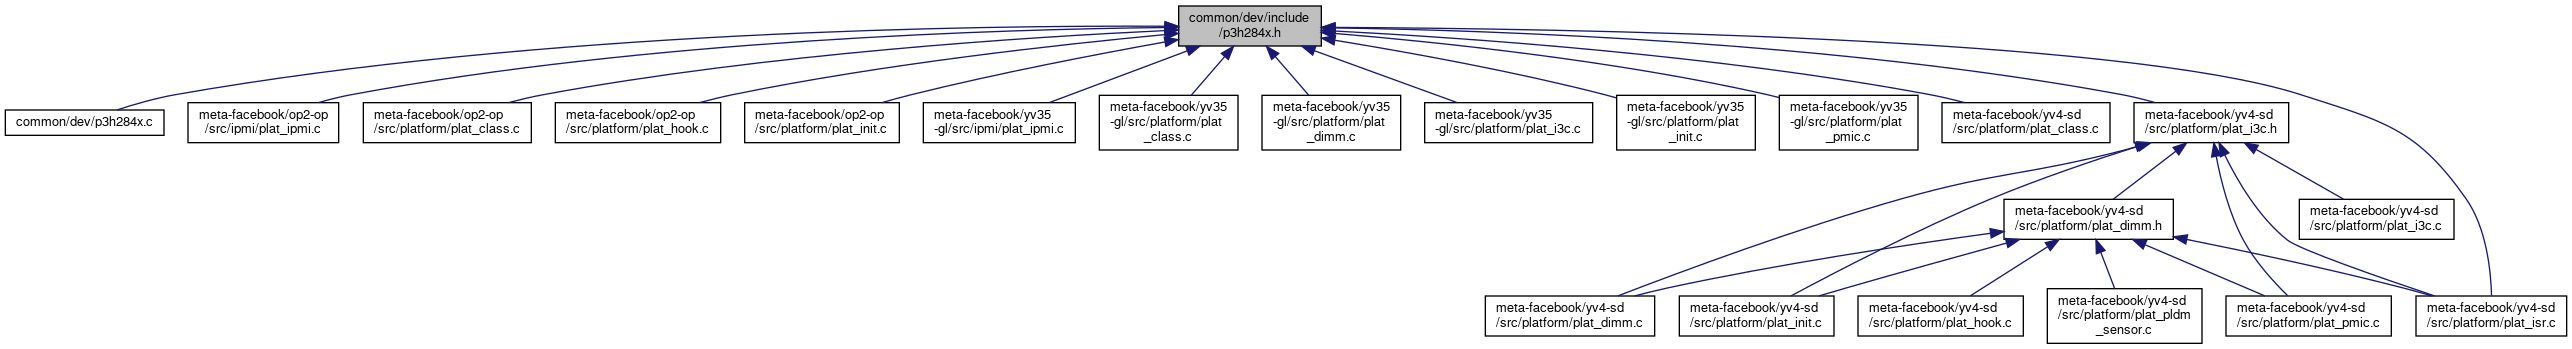 common/dev/include
/p3h284x.h
common/dev/p3h284x.c
meta-facebook/op2-op
/src/ipmi/plat_ipmi.c
meta-facebook/op2-op
/src/platform/plat_class.c
meta-facebook/op2-op
/src/platform/plat_hook.c
meta-facebook/op2-op
/src/platform/plat_init.c
meta-facebook/yv35
-gl/src/ipmi/plat_ipmi.c
meta-facebook/yv35
-gl/src/platform/plat
_class.c
meta-facebook/yv35
-gl/src/platform/plat
_dimm.c
meta-facebook/yv35
-gl/src/platform/plat_i3c.c
meta-facebook/yv35
-gl/src/platform/plat
_init.c
meta-facebook/yv35
-gl/src/platform/plat
_pmic.c
meta-facebook/yv4-sd
/src/platform/plat_class.c
meta-facebook/yv4-sd
/src/platform/plat_i3c.h
meta-facebook/yv4-sd
/src/platform/plat_dimm.h
meta-facebook/yv4-sd
/src/platform/plat_i3c.c
meta-facebook/yv4-sd
/src/platform/plat_dimm.c
meta-facebook/yv4-sd
/src/platform/plat_init.c
meta-facebook/yv4-sd
/src/platform/plat_hook.c
meta-facebook/yv4-sd
/src/platform/plat_pldm
_sensor.c
meta-facebook/yv4-sd
/src/platform/plat_pmic.c
meta-facebook/yv4-sd
/src/platform/plat_isr.c